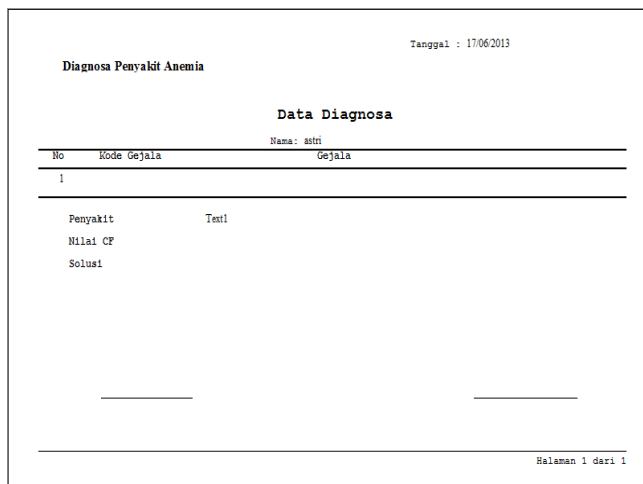 Tanggal : 17/06/2013
Diagnosa Penyakit Anemia
Data Diagnosa
Nama: astri
No Kode Gejala Gejala
1
Penyakit Text1
Nilai CF
Solusi
Halaman 1 dari 1